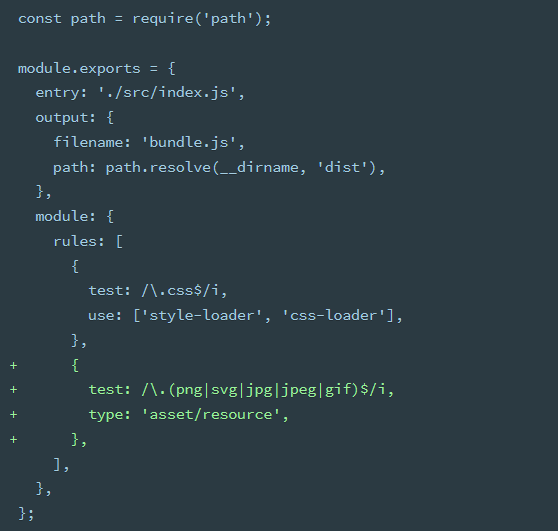 const path = require('path');

module.exports = {
  entry: './src/index.js',
  output: {
    filename: 'bundle.js',
    path: path.resolve(__dirname, 'dist'),
  },
  module: {
    rules: [
      {
        test: /\.css$/i,
        use: ['style-loader', 'css-loader'],
      },
+      {
+        test: /\.(png|svg|jpg|jpeg|gif)$/i,
+        type: 'asset/resource',
+      },
    ],
  },
};